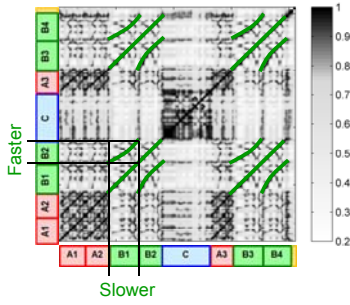 B4
B3
A3
C
B2
B1
A2
A1
Faster
A1 A2 B1 B2 C A3 B3 B4
Slower
1
0.9
0.8
0.7
0.6
0.5
0.4
0.3
0.2